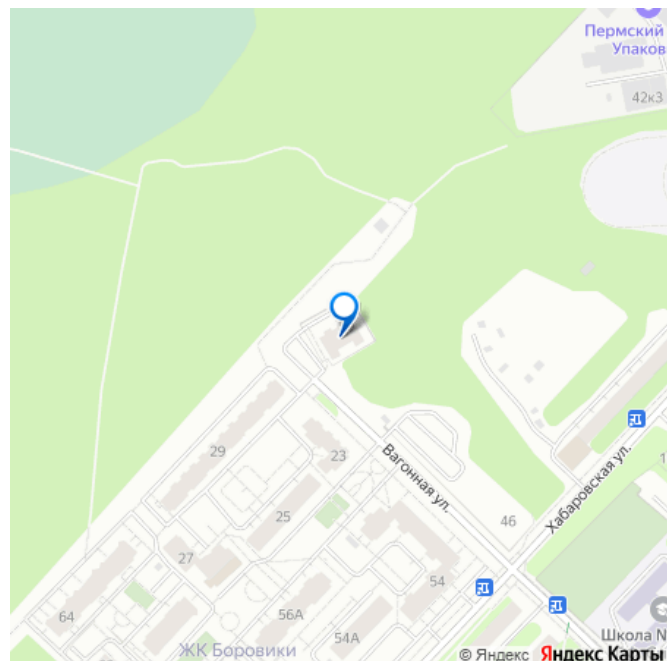 Пермский
Упаков
42к3
29
23
Вагонная ул.
Хабаровская ул.
1
25
46
27
54
64
56А
54А
ЖК Боровики
Школа N
© Яндекс Яндекс Карты